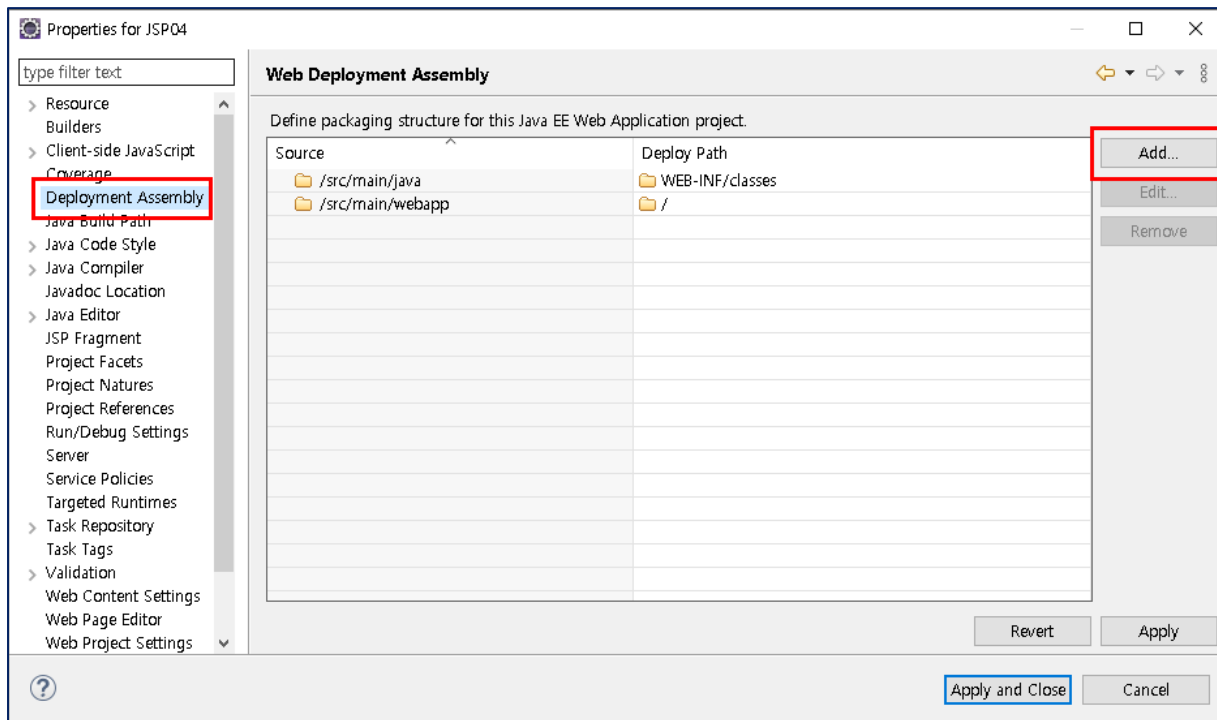 Properties for JSP04
type filter text
Resource
Builders
Client-side JavaScript
Coverage
Deployment Assembly
Java Build Path
Java Code Style
Java Compiler
Javadoc Location
Java Editor
JSP Fragment
Project Facets
Project Natures
Project References
Run/Debug Settings
Server
Service Policies
Targeted Runtimes
Task Repository
Task Tags
Validation
Web Content Settings
Web Page Editor
Web Project Settings
Web Deployment Assembly
Define packaging structure for this Java EE Web Application project.
Source Deploy Path
/src/main/java WEB-INF/classes
/src/main/webapp /
Add...
Edit...
Remove
Revert Apply
? Apply and Close Cancel